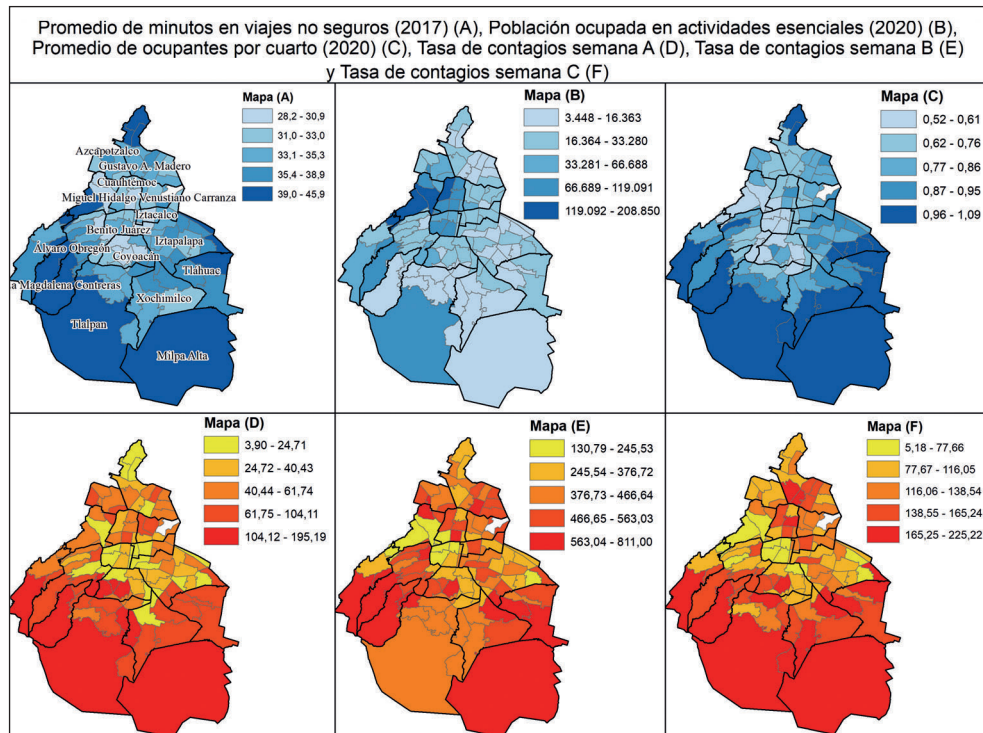 Promedio de minutos en viajes no seguros (2017) (A), Población ocupada en actividades esenciales (2020) (B),
Promedio de ocupantes por cuarto (2020) (C), Tasa de contagios semana A (D), Tasa de contagios semana B (E)
y Tasa de contagios semana C (F)
Mapa (A)
28,2 - 30,9
31,0 - 33,0
33,1 - 35,3
35,4 - 38,9
39,0 - 45,9
Azcapotzalco
Gustavo A. Madero
Cuauhtémoc
Miguel Hidalgo Venustiano Carranza
Iztacalco
Benito Juárez
Iztapalapa
Álvaro Obregón
Coyoacán
Tláhuac
a Magdalena Contreras
Xochimilco
Tlalpan
Milpa Alta
Mapa (B)
3.448 - 16.363
16.364 - 33.280
33.281 - 66.688
66.689 - 119.091
119.092 - 208.850
Mapa (C)
0,52 - 0,61
0,62 - 0,76
0,77 - 0,86
0,87 - 0,95
0,96 - 1,09
Mapa (D)
3,90 - 24,71
24,72 - 40,43
40,44 - 61,74
61,75 - 104,11
104,12 - 195,19
Mapa (E)
130,79 - 245,53
245,54 - 376,72
376,73 - 466,64
466,65 - 563,03
563,04 - 811,00
Mapa (F)
5,18 - 77,66
77,67 - 116,05
116,06 - 138,54
138,55 - 165,24
165,25 - 225,22